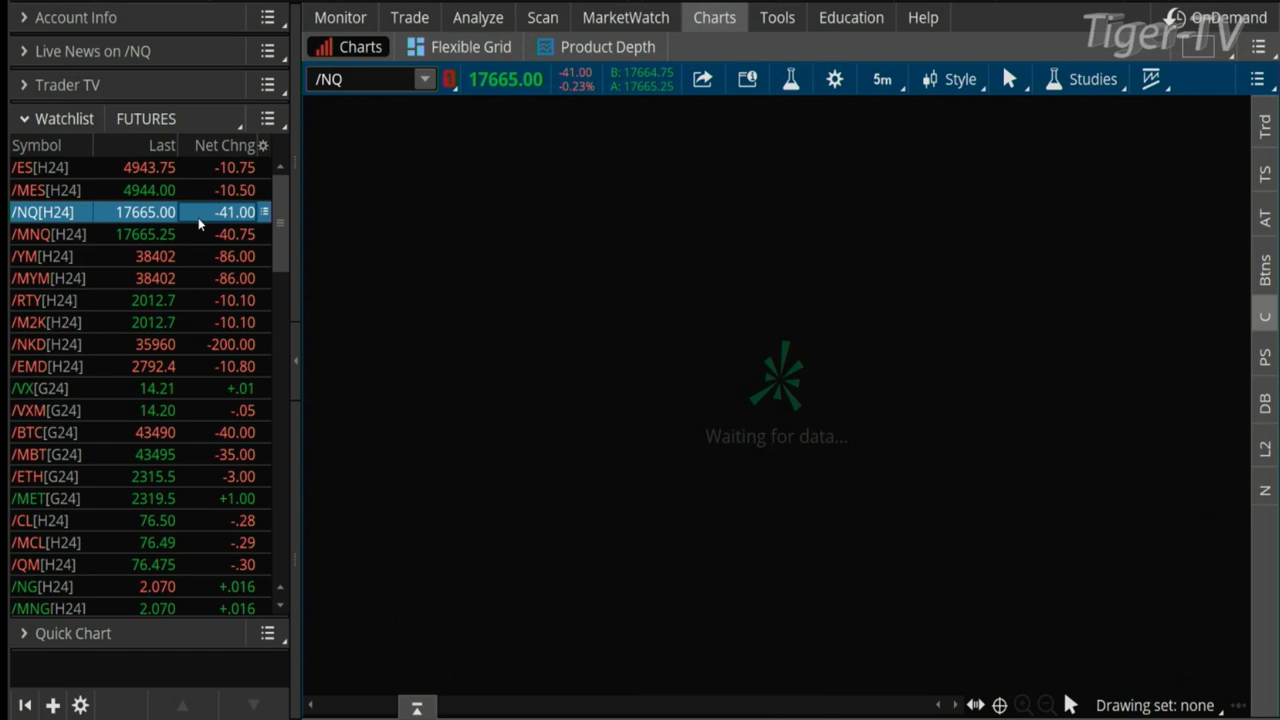 Account Info
Live News on /NQ
Trader TV
Watchlist FUTURES
Symbol Last Net Chng
/ES[H24] 4943.75 -10.75
/MES[H24] 4944.00 -10.50
/NQ[H24] 17665.00 -41.00
/MNQ[H24] 17665.25 -40.75
/YM[H24] 38402 -86.00
/MYM[H24] 38402 -86.00
/RTY[H24] 2012.7 -10.10
/M2K[H24] 2012.7 -10.10
/NKD[H24] 35960 -200.00
/EMD[H24] 2792.4 -10.80
/VX[G24] 14.21 +.01
/VXM[G24] 14.20 -.05
/BTC[G24] 43490 -40.00
/MBT[G24] 43495 -35.00
/ETH[G24] 2315.5 -3.00
/MET[G24] 2319.5 +1.00
/CL[H24] 76.50 -.28
/MCL[H24] 76.49 -.29
/QM[H24] 76.475 -.30
/NG[H24] 2.070 +.016
/MNG[H24] 2.070 +.016
Quick Chart
Monitor Trade Analyze Scan MarketWatch Charts Tools Education Help
OnDemand
Tiger-TV
Charts Flexible Grid Product Depth
/NQ 17665.00 -41.00 B: 17664.75 5m Style Studies
-0.23% A: 17665.25
Waiting for data...
Trd
TS
AT
Btns
C
PS
DB
L2
N
Drawing set: none